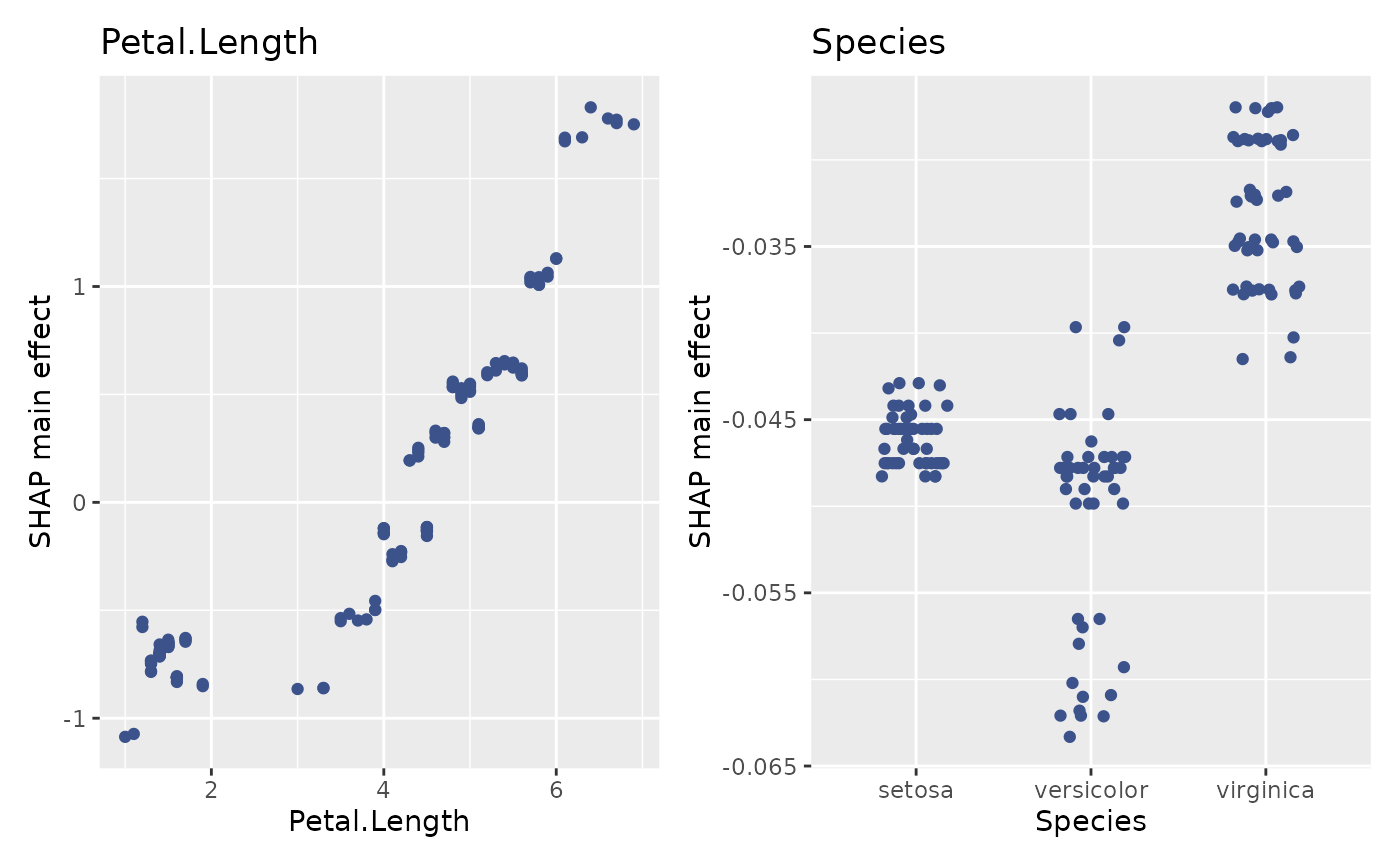 Petal.Length
SHAP main effect
1
0
-1
2 4 6
Petal.Length
Species
SHAP main effect
-0.035
-0.045
-0.055
-0.065
setosa versicolor virginica
Species